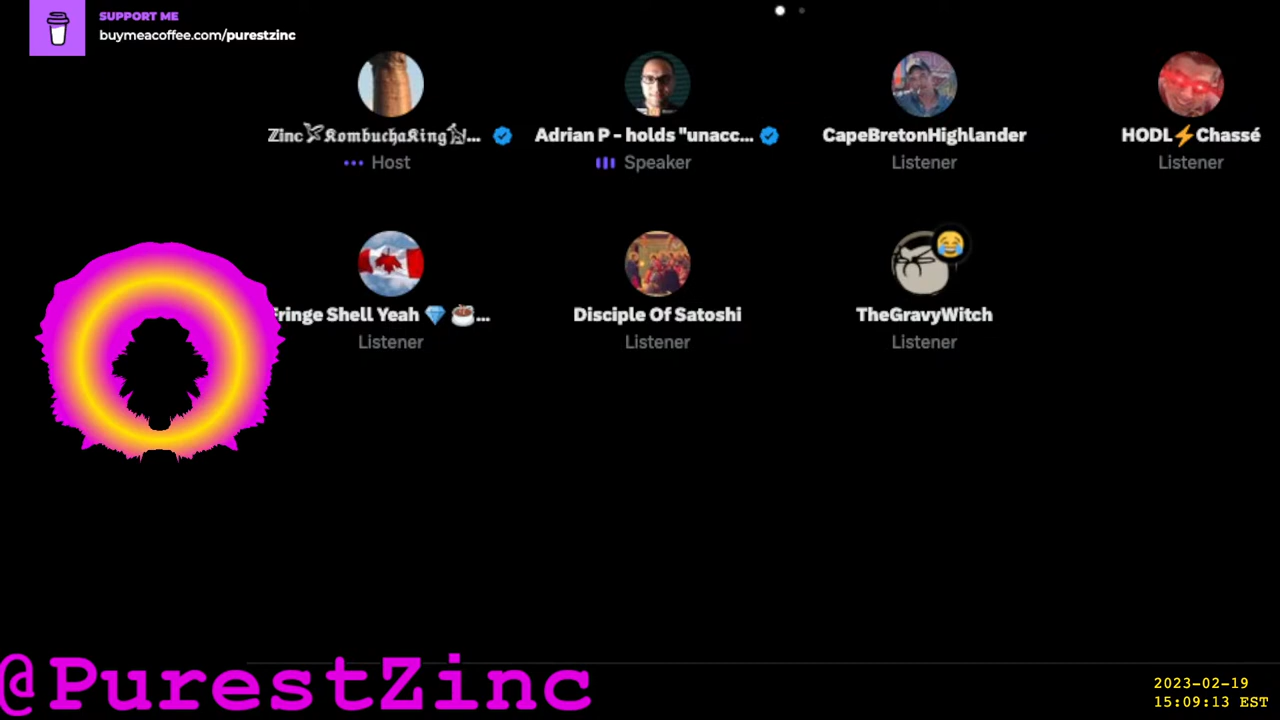 SUPPORT ME
buymeacoffee.com/purestzinc
Zinc🕊𝕶𝖔𝖒𝖇𝖚𝖈𝖍𝖆𝕶𝖎𝖓𝖌... 
Host
Adrian P - holds "unacc...
Speaker
CapeBretonHighlander
Listener
HODL⚡Chassé
Listener
Fringe Shell Yeah 💎 ☕...
Listener
Disciple Of Satoshi
Listener
TheGravyWitch
Listener
@PurestZinc
2023-02-19
15:09:13 EST